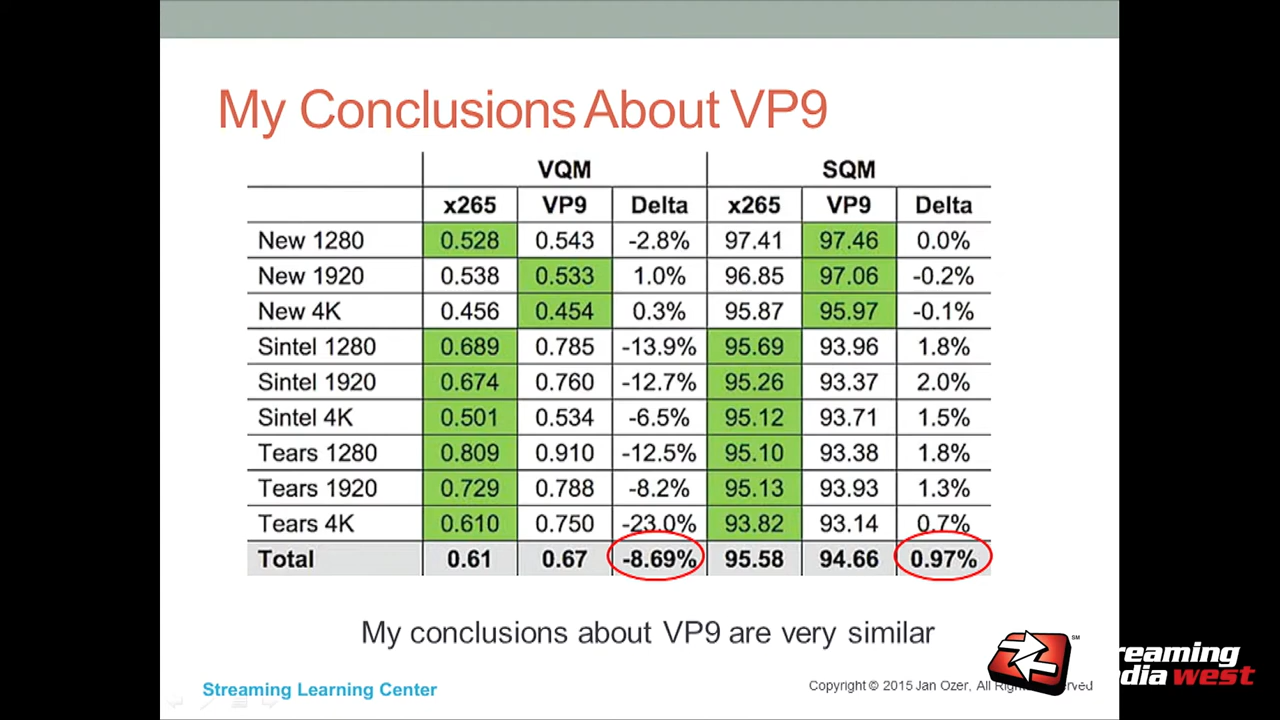 My Conclusions About VP9
VQM SQM
x265 VP9 Delta x265 VP9 Delta
New 1280 0.528 0.543 -2.8% 97.41 97.46 0.0%
New 1920 0.538 0.533 1.0% 96.85 97.06 -0.2%
New 4K 0.456 0.454 0.3% 95.87 95.97 -0.1%
Sintel 1280 0.689 0.785 -13.9% 95.69 93.96 1.8%
Sintel 1920 0.674 0.760 -12.7% 95.26 93.37 2.0%
Sintel 4K 0.501 0.534 -6.5% 95.12 93.71 1.5%
Tears 1280 0.809 0.910 -12.5% 95.10 93.38 1.8%
Tears 1920 0.729 0.788 -8.2% 95.13 93.93 1.3%
Tears 4K 0.610 0.750 -23.0% 93.82 93.14 0.7%
Total 0.61 0.67 -8.69% 95.58 94.66 0.97%
My conclusions about VP9 are very similar
SM
reaming
dia west
Streaming Learning Center
Copyright © 2015 Jan Ozer, All